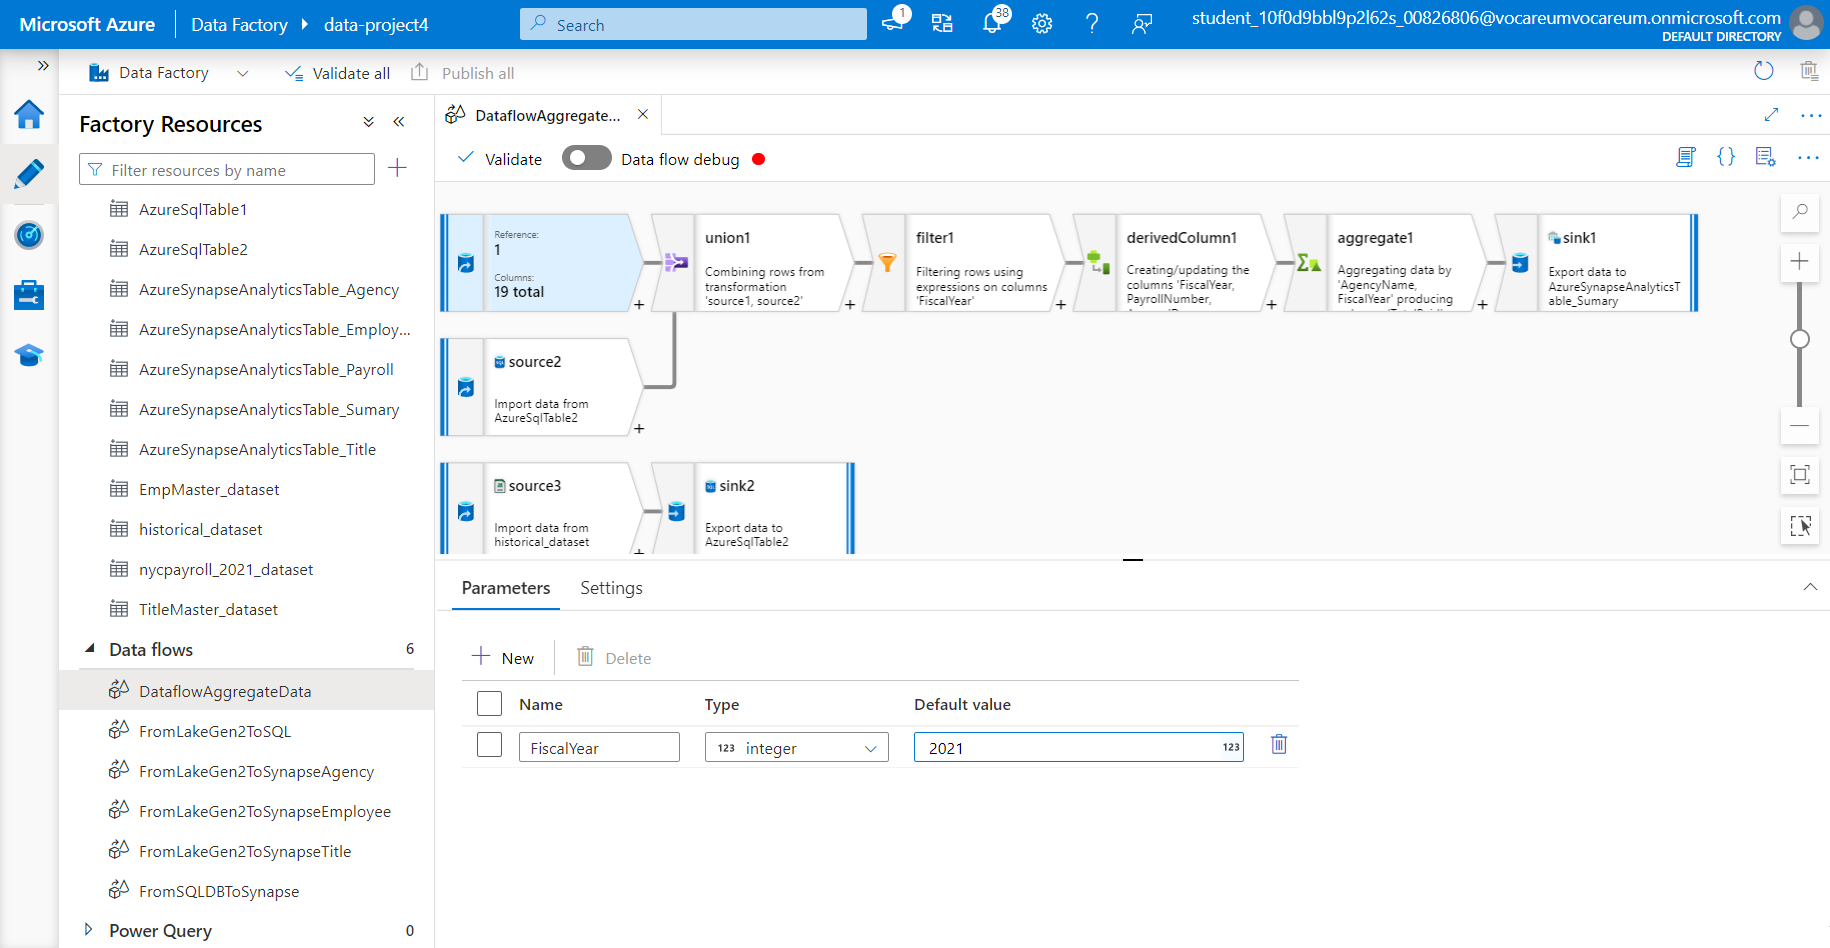 Microsoft Azure
Data Factory
data-project4
Search
1
38
student_10f0d9bbl9p2l62s_00826806@vocareumvocareum.onmicrosoft.com
DEFAULT DIRECTORY
Data Factory
Validate all
Publish all
Factory Resources
Filter resources by name
AzureSqlTable1
AzureSqlTable2
AzureSynapseAnalyticsTable_Agency
AzureSynapseAnalyticsTable_Employ...
AzureSynapseAnalyticsTable_Payroll
AzureSynapseAnalyticsTable_Sumary
AzureSynapseAnalyticsTable_Title
EmpMaster_dataset
historical_dataset
nycpayroll_2021_dataset
TitleMaster_dataset
Data flows 6
DataflowAggregateData
FromLakeGen2ToSQL
FromLakeGen2ToSynapseAgency
FromLakeGen2ToSynapseEmployee
FromLakeGen2ToSynapseTitle
FromSQLDBToSynapse
Power Query 0
DataflowAggregate...
Validate
Data flow debug
Reference:
1
Columns:
19 total
union1
Combining rows from
transformation
'source1, source2'
filter1
Filtering rows using
expressions on columns
'FiscalYear'
derivedColumn1
Creating/updating the
columns 'FiscalYear,
PayrollNumber,
aggregate1
Aggregating data by
'AgencyName,
FiscalYear' producing
sink1
Export data to
AzureSynapseAnalyticsT
able_Sumary
source2
Import data from
AzureSqlTable2
source3
Import data from
historical_dataset
sink2
Export data to
AzureSqlTable2
Parameters
Settings
New
Delete
Name
Type
Default value
FiscalYear
123 integer
2021
123